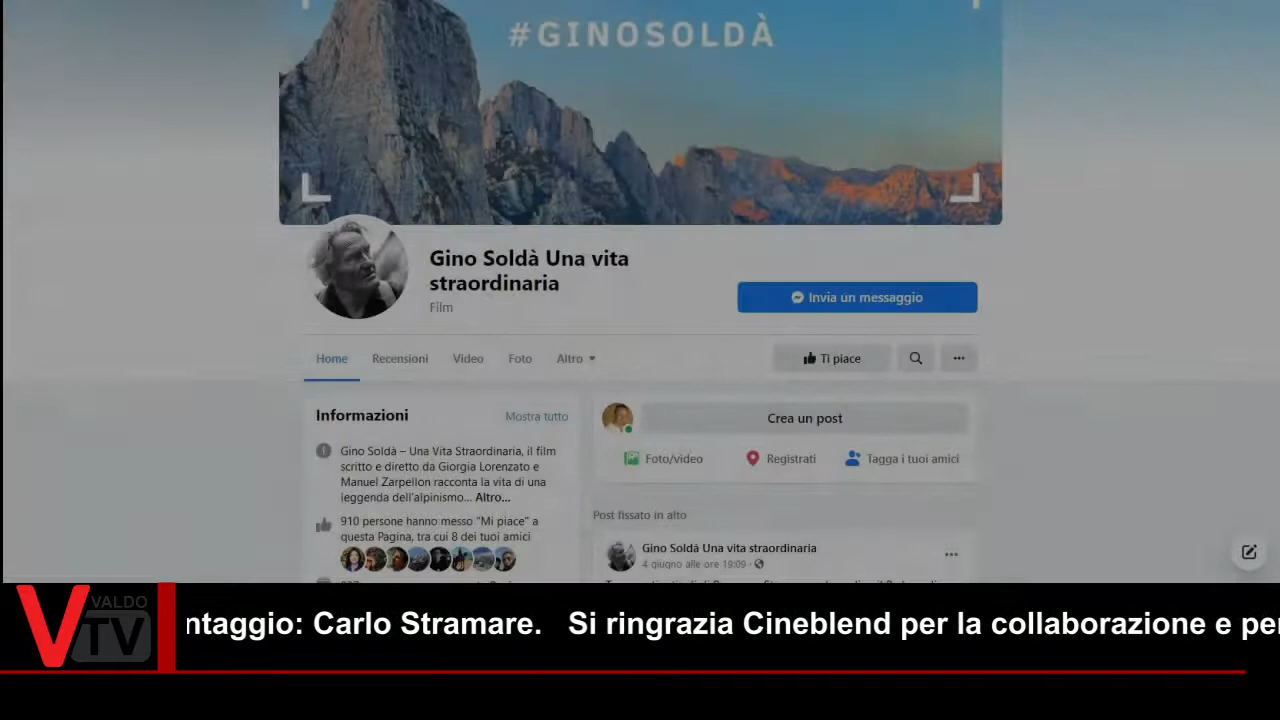 #GINOSOLDÀ
Gino Soldà Una vita
straordinaria
Film
Invia un messaggio
Home
Recensioni
Video
Foto
Altro
Ti piace
Informazioni
Mostra tutto
Gino Soldà – Una Vita Straordinaria, il film
scritto e diretto da Giorgia Lorenzato e
Manuel Zarpellon racconta la vita di una
leggenda dell'alpinismo... Altro...
910 persone hanno messo "Mi piace" a
questa Pagina, tra cui 8 dei tuoi amici
Crea un post
Foto/video
Registrati
Tagga i tuoi amici
Post fissato in alto
Gino Soldà Una vita straordinaria
4 giugno alle ore 19:09 ·
VALDO
TV
ntaggio: Carlo Stramare. Si ringrazia Cineblend per la collaborazione e per